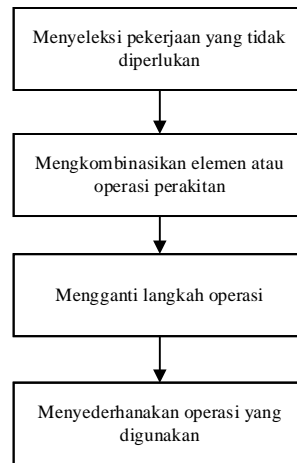 Menyeleksi pekerjaan yang tidak
diperlukan
Mengkombinasikan elemen atau
operasi perakitan
Mengganti langkah operasi
Menyederhanakan operasi yang
digunakan